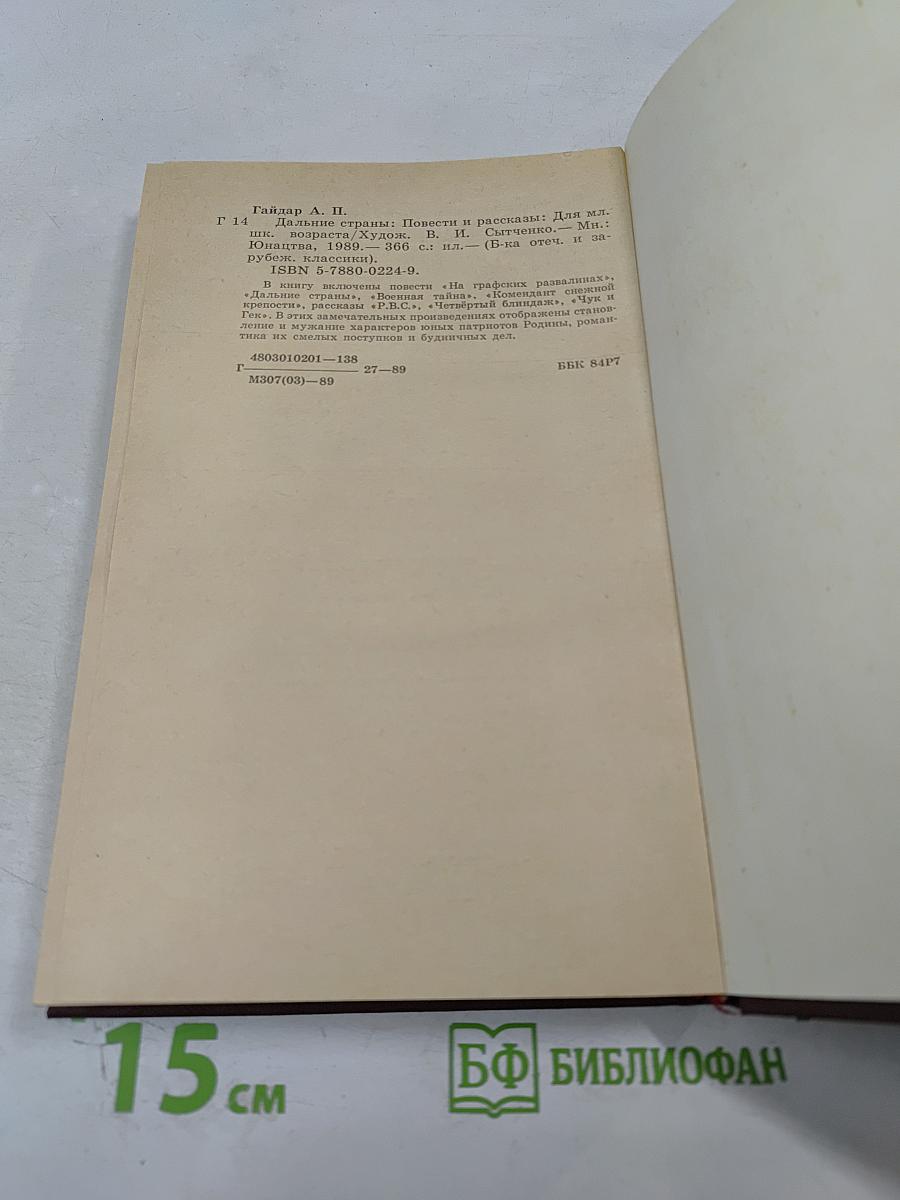 Гайдар А. П.
Г 14 Дальние страны: Повести и рассказы: Для мл.
шк. возраста/Худож. В. И. Сытченко.— Мн.:
Юнацтва, 1989.— 366 с.: ил.— (Б-ка отеч. и за-
рубеж. классики).
ISBN 5-7880-0224-9.
В книгу включены повести «На графских развалинах»,
«Дальние страны», «Военная тайна», «Комендант снежной
крепости», рассказы «Р.В.С.», «Четвёртый блиндаж», «Чук и
Гек». В этих замечательных произведениях отображены станов-
ление и мужание характеров юных патриотов Родины, роман-
тика их смелых поступков и будничных дел.
4803010201—138
Г 27—89 ББК 84Р7
М307(03)—89
15 см
БФ БИБЛИОФАН